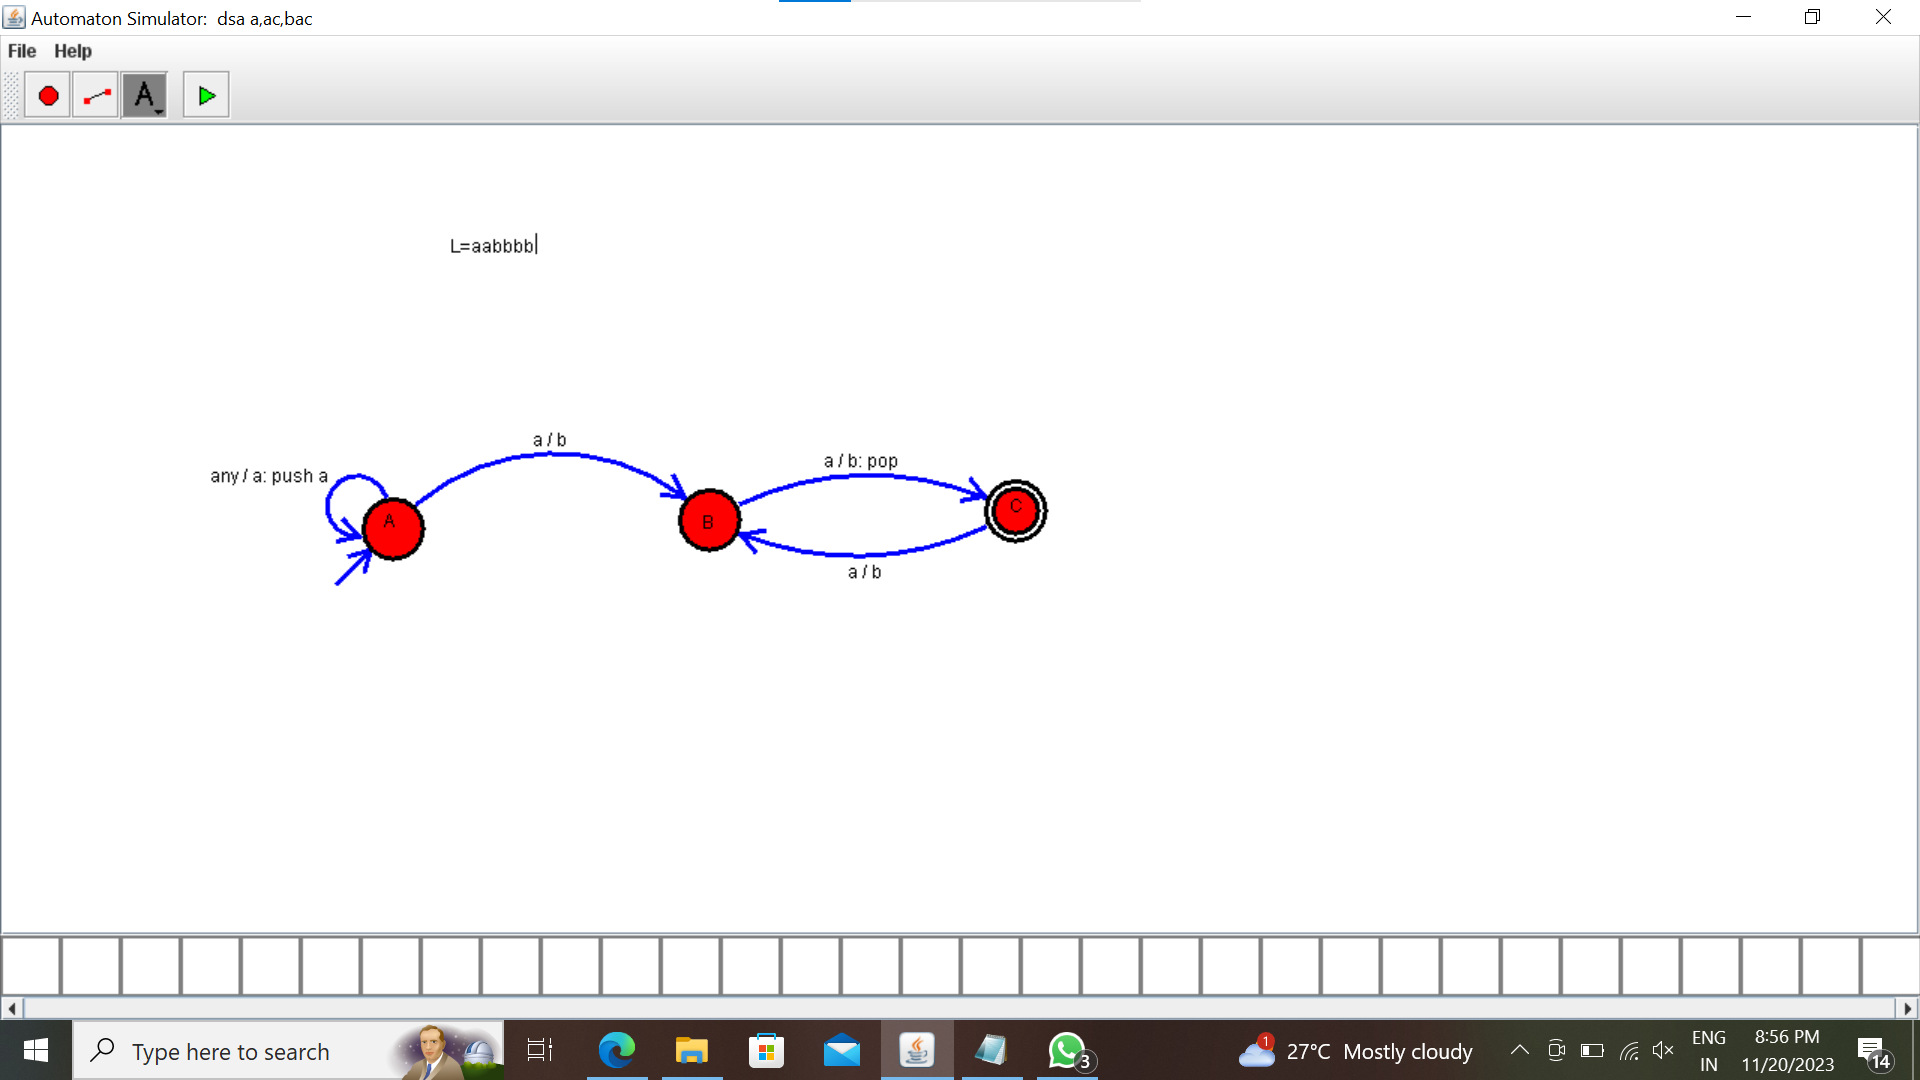 Automaton Simulator: dsa a,ac,bac
File Help
A
L=aabbbb
a / b
any / a: push a
a / b: pop
A
B
C
a / b
Type here to search
3
1
27°C Mostly cloudy
ENG
IN
8:56 PM
11/20/2023
14